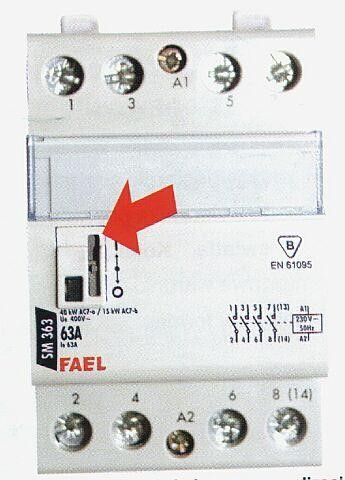 1 3 A1 5
B
EN 61095
I
O
40 kW AC7-a / 15 kW AC7-b
Ue 400V~
SM 363
63A
Ie 63A
FAEL
1 3 5 7 (13) A1
230V~
50Hz
2 4 6 8 (14) A2
2 4 A2 6 8 (14)